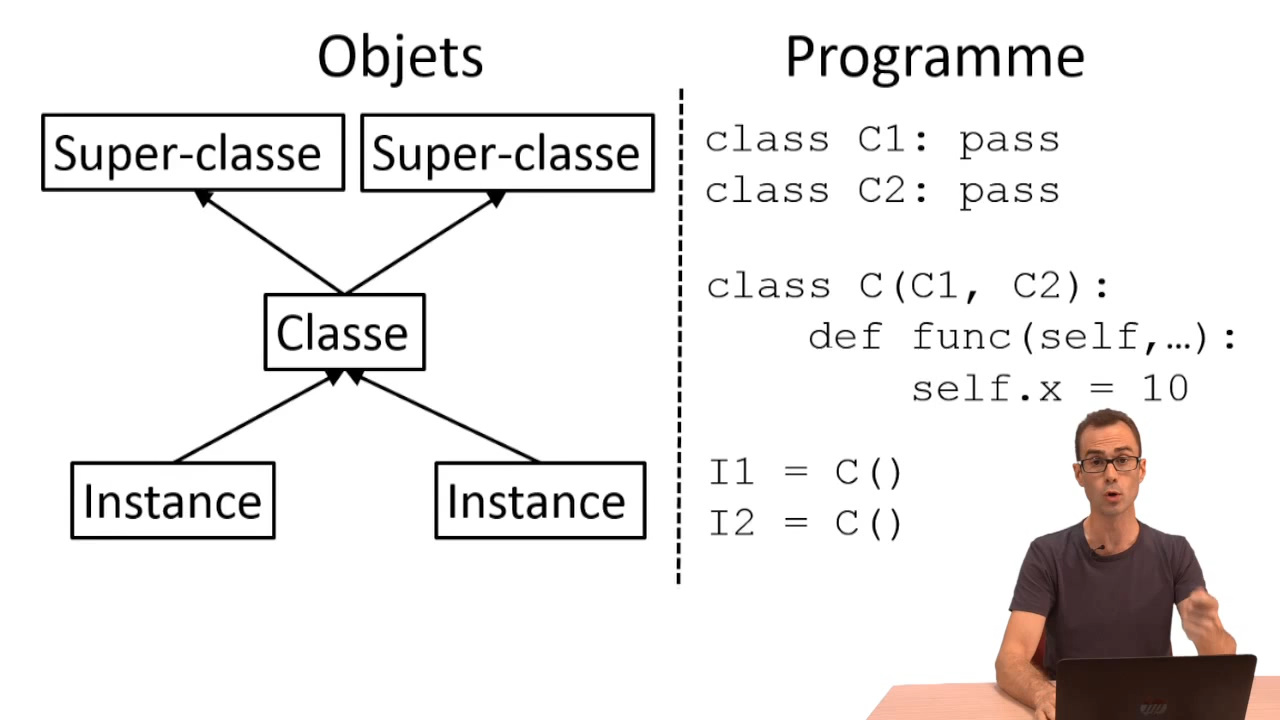 Objets
Super-classe
Super-classe
Classe
Instance
Instance
Programme
class C1: pass
class C2: pass
class C(C1, C2):
def func(self,…):
self.x = 10
I1 = C()
I2 = C()
hp